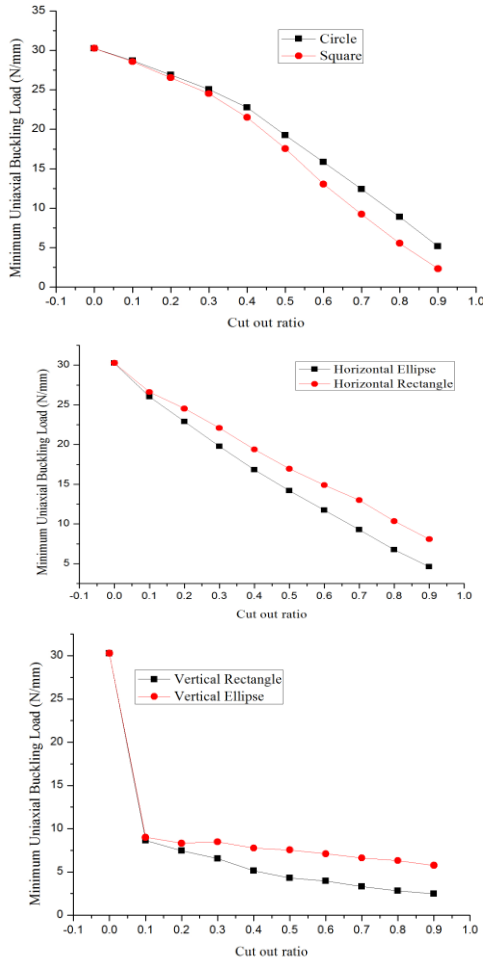 Minimum Uniaxial Buckling Load (N/mm)
35
30
25
20
15
10
5
0
Circle
Square
-0.1 0.0 0.1 0.2 0.3 0.4 0.5 0.6 0.7 0.8 0.9 1.0
Cut out ratio
Minimum Uniaxial Buckling Load (N/mm)
30
25
20
15
10
5
Horizontal Ellipse
Horizontal Rectangle
-0.1 0.0 0.1 0.2 0.3 0.4 0.5 0.6 0.7 0.8 0.9 1.0
Cut out ratio
Minimum Uniaxial Buckling Load (N/mm)
30
25
20
15
10
5
0
Vertical Rectangle
Vertical Ellipse
-0.1 0.0 0.1 0.2 0.3 0.4 0.5 0.6 0.7 0.8 0.9 1.0
Cut out ratio